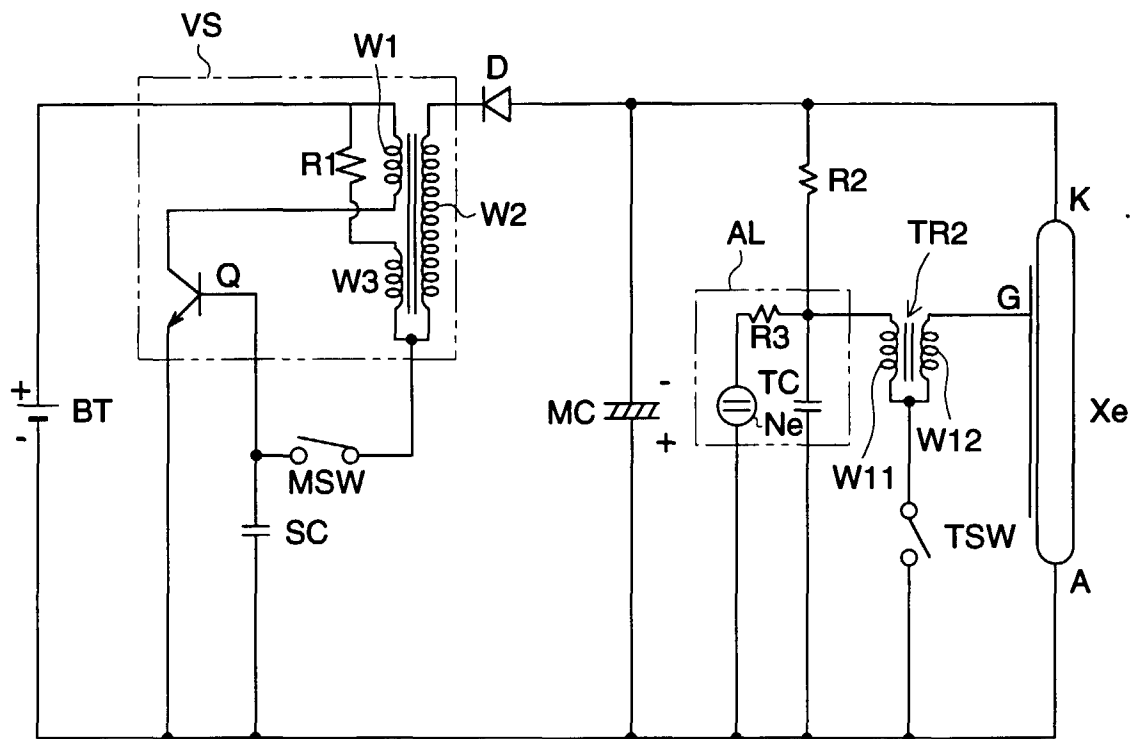 VS
W1
D
R1
W2
R2
K
AL
TR2
Q
W3
G
R3
+
BT
-
-
MC
+
TC
Ne
Xe
W12
W11
MSW
TSW
SC
A